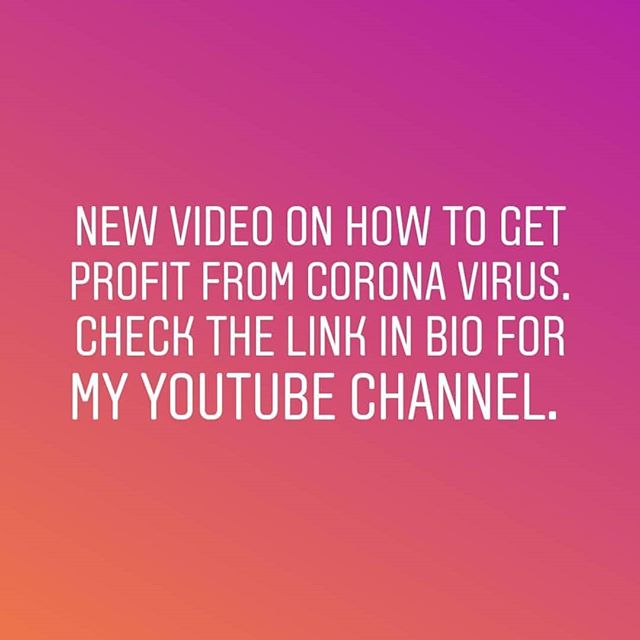 NEW VIDEO ON HOW TO GET
PROFIT FROM CORONA VIRUS.
CHECK THE LINK IN BIO FOR
MY YOUTUBE CHANNEL.